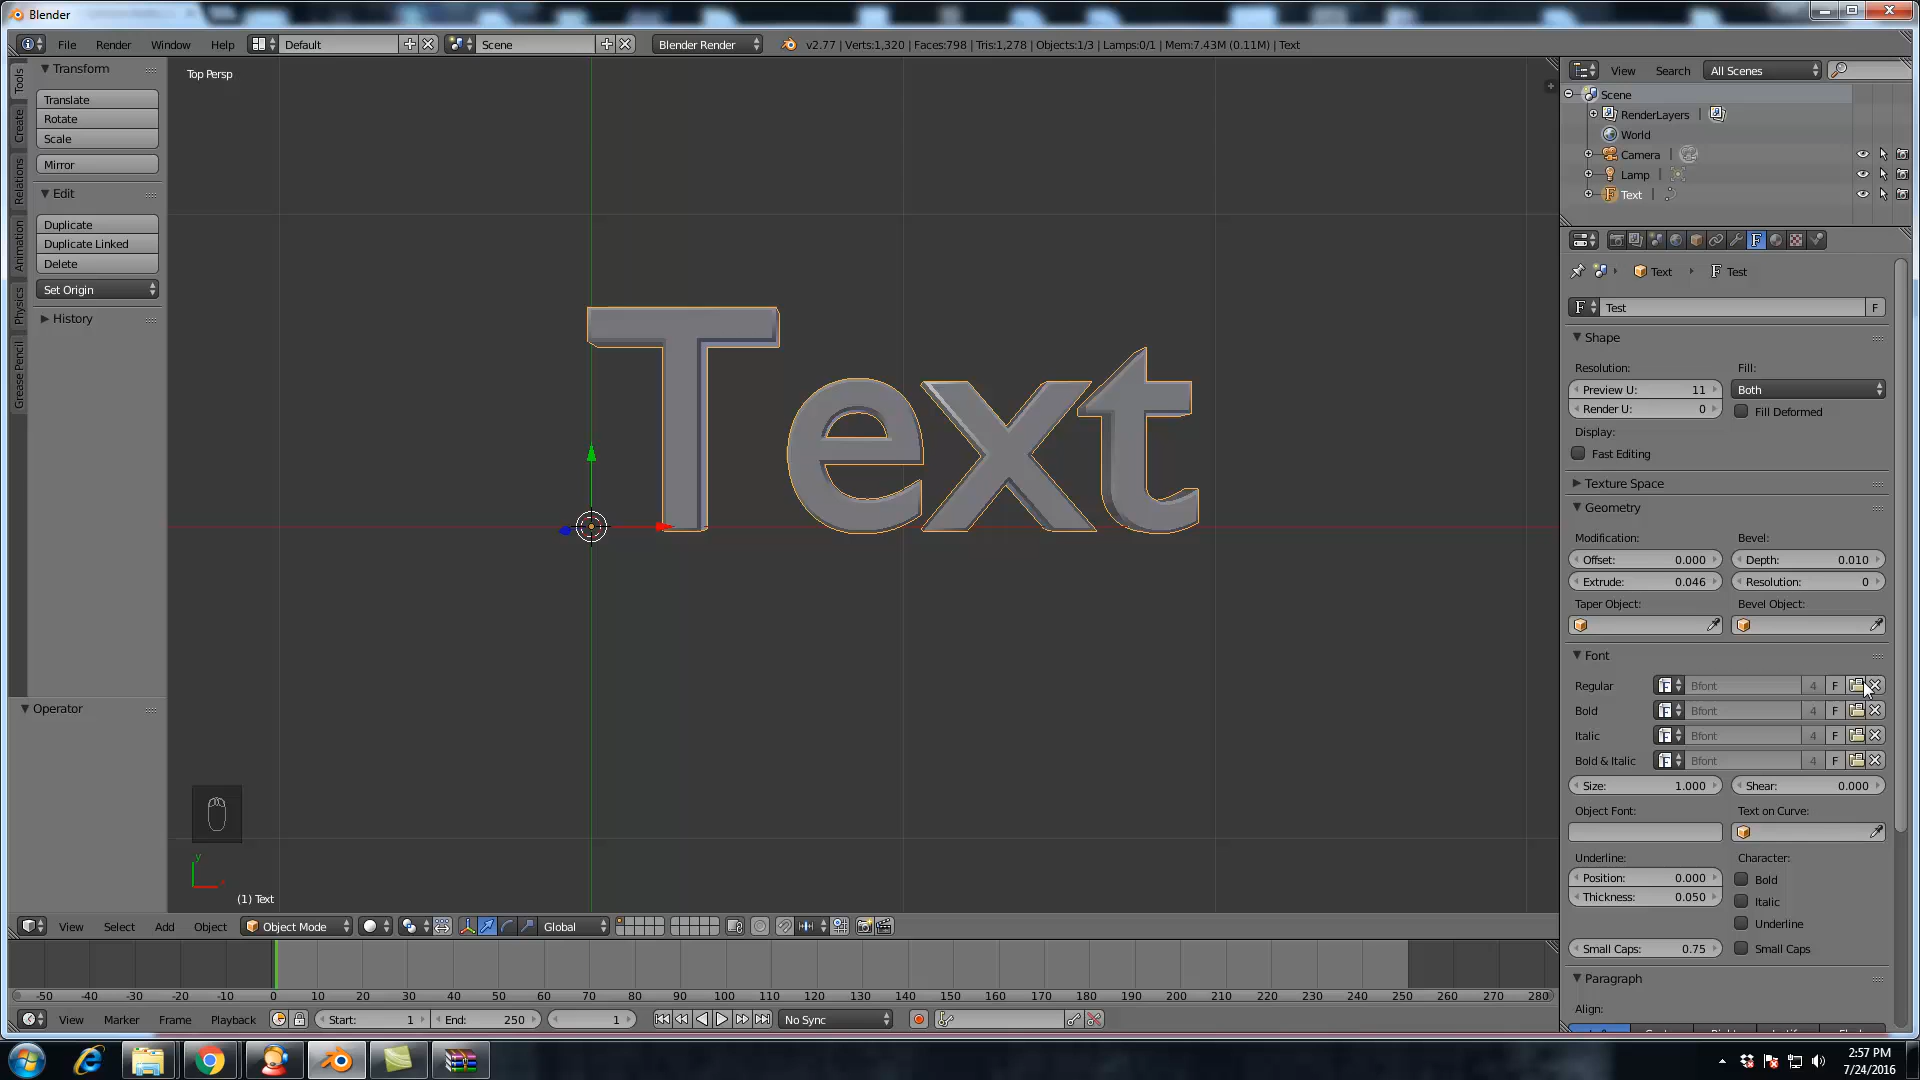 Blender
File Render Window Help Default Scene Blender Render v2.77 | Verts:1,320 | Faces:798 | Tris:1,278 | Objects:1/3 | Lamps:0/1 | Mem:7.43M (0.11M) | Text
Tools
Create
Relations
Animation
Physics
Grease Pencil
Transform
Translate
Rotate
Scale
Mirror
Edit
Duplicate
Duplicate Linked
Delete
Set Origin
History
Operator
Top Persp
Text
y
(1) Text
View Search All Scenes
Scene
RenderLayers |
World
Camera |
Lamp |
Text |
Text F Test
F Test F
Shape
Resolution: Fill:
Preview U: 11 Both
Render U: 0 Fill Deformed
Display:
Fast Editing
Texture Space
Geometry
Modification: Bevel:
Offset: 0.000 Depth: 0.010
Extrude: 0.046 Resolution: 0
Taper Object: Bevel Object:
Font
Regular F Bfont 4 F
Bold F Bfont 4 F
Italic F Bfont 4 F
Bold & Italic F Bfont 4 F
Size: 1.000 Shear: 0.000
Object Font: Text on Curve:
Underline: Character:
Position: 0.000 Bold
Thickness: 0.050 Italic
Underline
Small Caps: 0.75 Small Caps
Paragraph
Align:
View Select Add Object Object Mode Global
-50 -40 -30 -20 -10 0 10 20 30 40 50 60 70 80 90 100 110 120 130 140 150 160 170 180 190 200 210 220 230 240 250 260 270 280
View Marker Frame Playback Start: 1 End: 250 1 No Sync
2:57 PM
7/24/2016